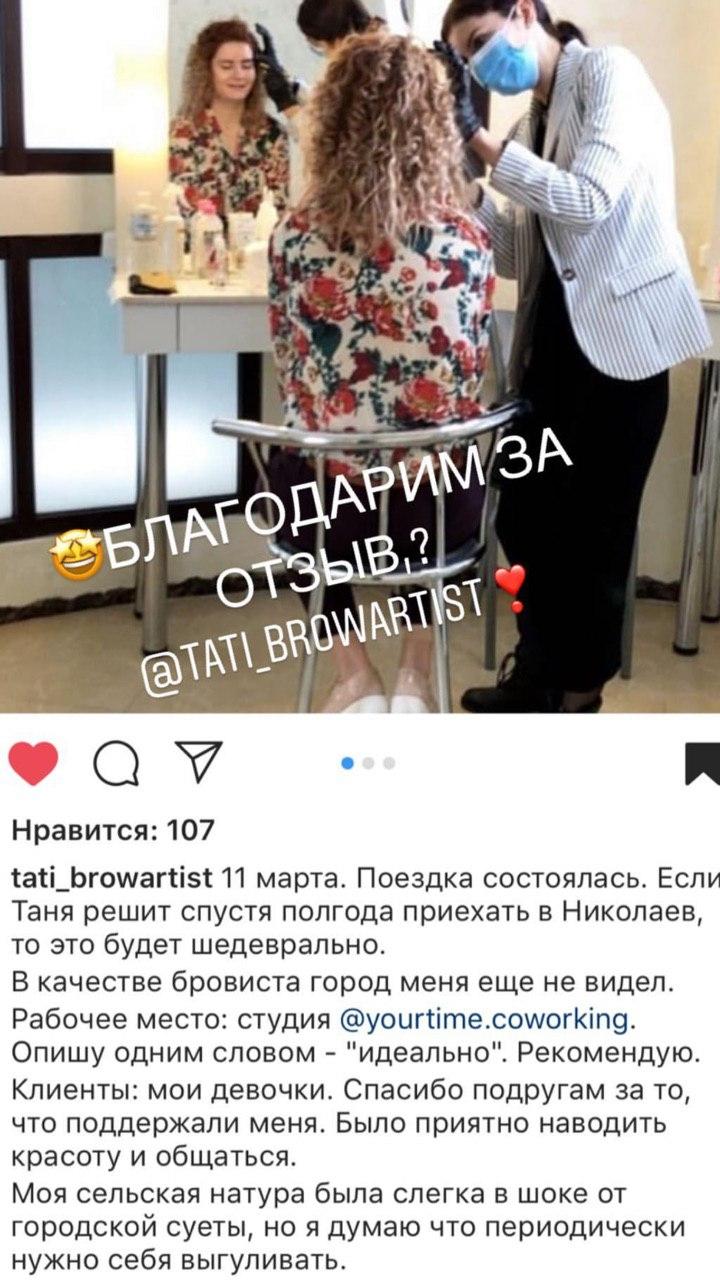 🤩БЛАГОДАРИМ ЗА
ОТЗЫВ,?
@TATI_BROWARTIST❣️
Нравится: 107
tati_browartist 11 марта. Поездка состоялась. Если
Таня решит спустя полгода приехать в Николаев,
то это будет шедеврально.
В качестве бровиста город меня еще не видел.
Рабочее место: студия @yourtime.coworking.
Опишу одним словом - "идеально". Рекомендую.
Клиенты: мои девочки. Спасибо подругам за то,
что поддержали меня. Было приятно наводить
красоту и общаться.
Моя сельская натура была слегка в шоке от
городской суеты, но я думаю что периодически
нужно себя выгуливать.